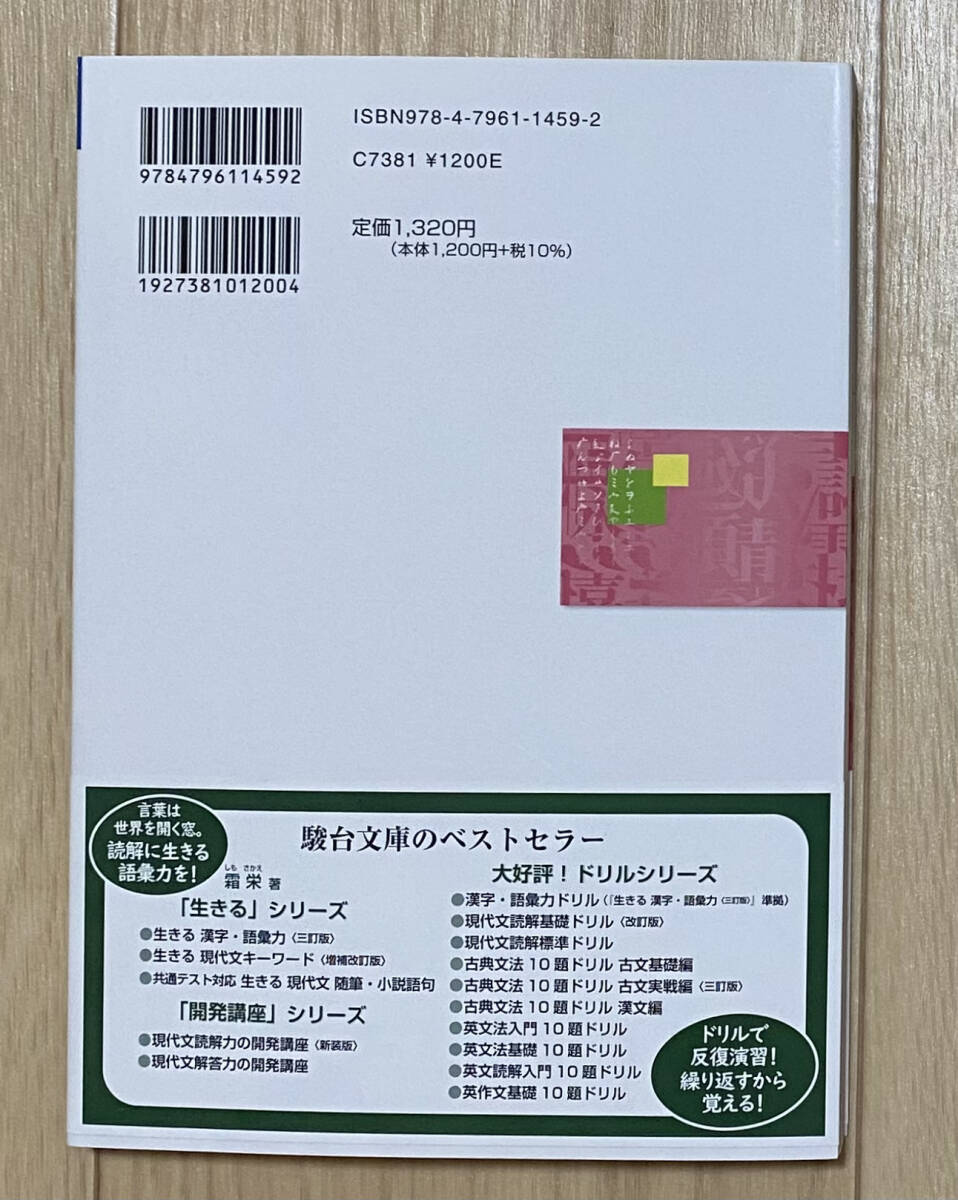 ISBN978-4-7961-1459-2
9784796114592
C7381 ¥1200E
定価1,320円
(本体1,200円+税10%)
1927381012004
言葉は
世界を開く窓。
読解に生きる
語彙力を!
駿台文庫のベストセラー
しも さかえ
霜 栄 著
「生きる」シリーズ
●生きる 漢字・語彙力〈三訂版〉
●生きる 現代文キーワード〈増補改訂版〉
●共通テスト対応 生きる 現代文 随筆・小説語句
「開発講座」シリーズ
●現代文読解力の開発講座〈新装版〉
●現代文解答力の開発講座
大好評!ドリルシリーズ
●漢字・語彙力ドリル(『生きる 漢字・語彙力〈三訂版〉』準拠)
●現代文読解基礎ドリル〈改訂版〉
●現代文読解標準ドリル
●古典文法10題ドリル 古文基礎編
●古典文法10題ドリル 古文実戦編〈三訂版〉
●古典文法10題ドリル 漢文編
●英文法入門10題ドリル
●英文法基礎10題ドリル
●英文読解入門10題ドリル
●英作文基礎10題ドリル
ドリルで
反復演習!
繰り返すから
覚える!